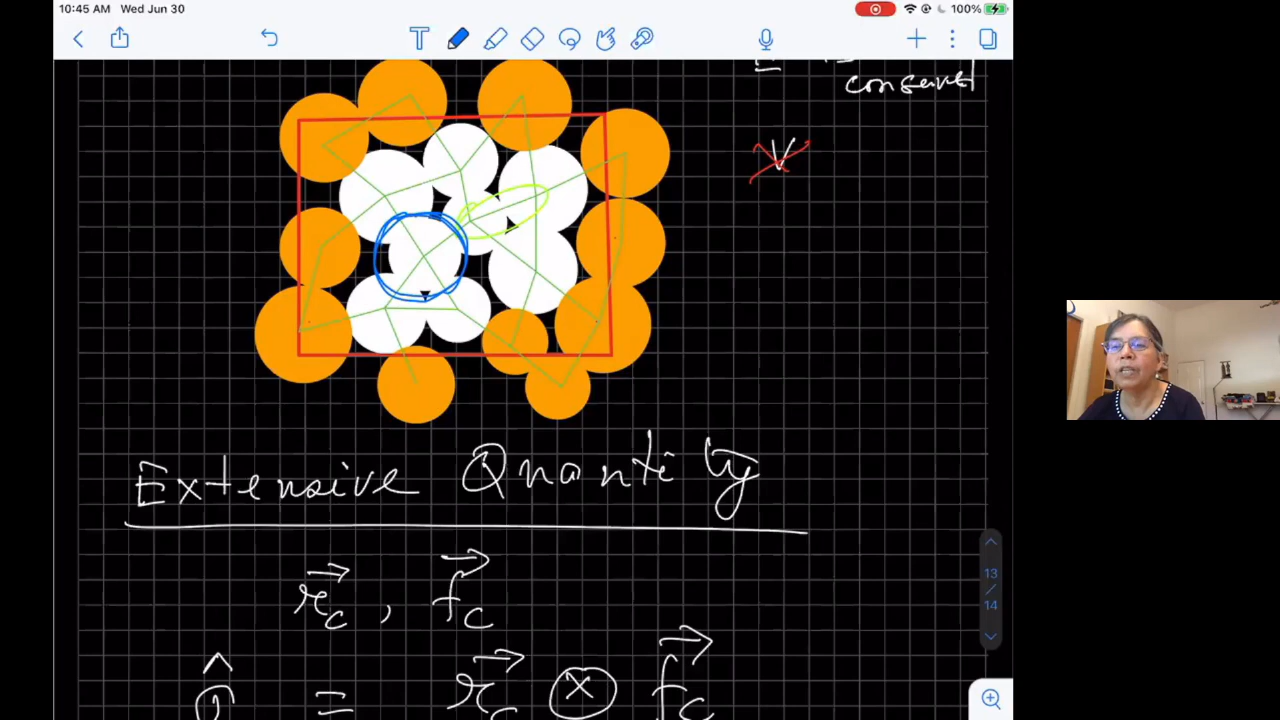 10:45 AM Wed Jun 30
100%
conserved
V
Extensive Quantity
13
/
14
r⃗c , f⃗c
σ̂ = r⃗c ⊗ f⃗c